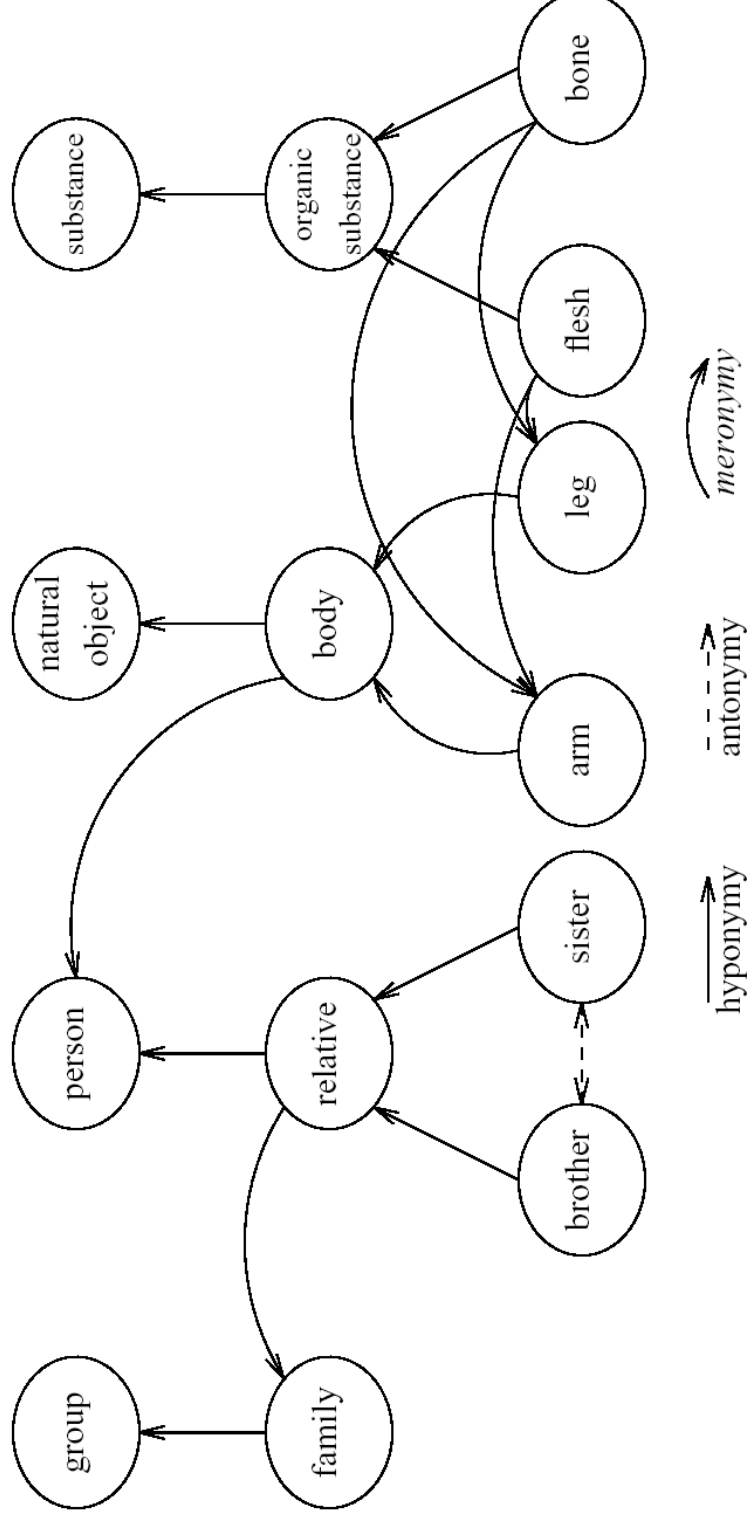 group
person
natural
object
substance
family
relative
body
organic
substance
brother
sister
arm
leg
flesh
bone
hyponymy
antonymy
meronymy